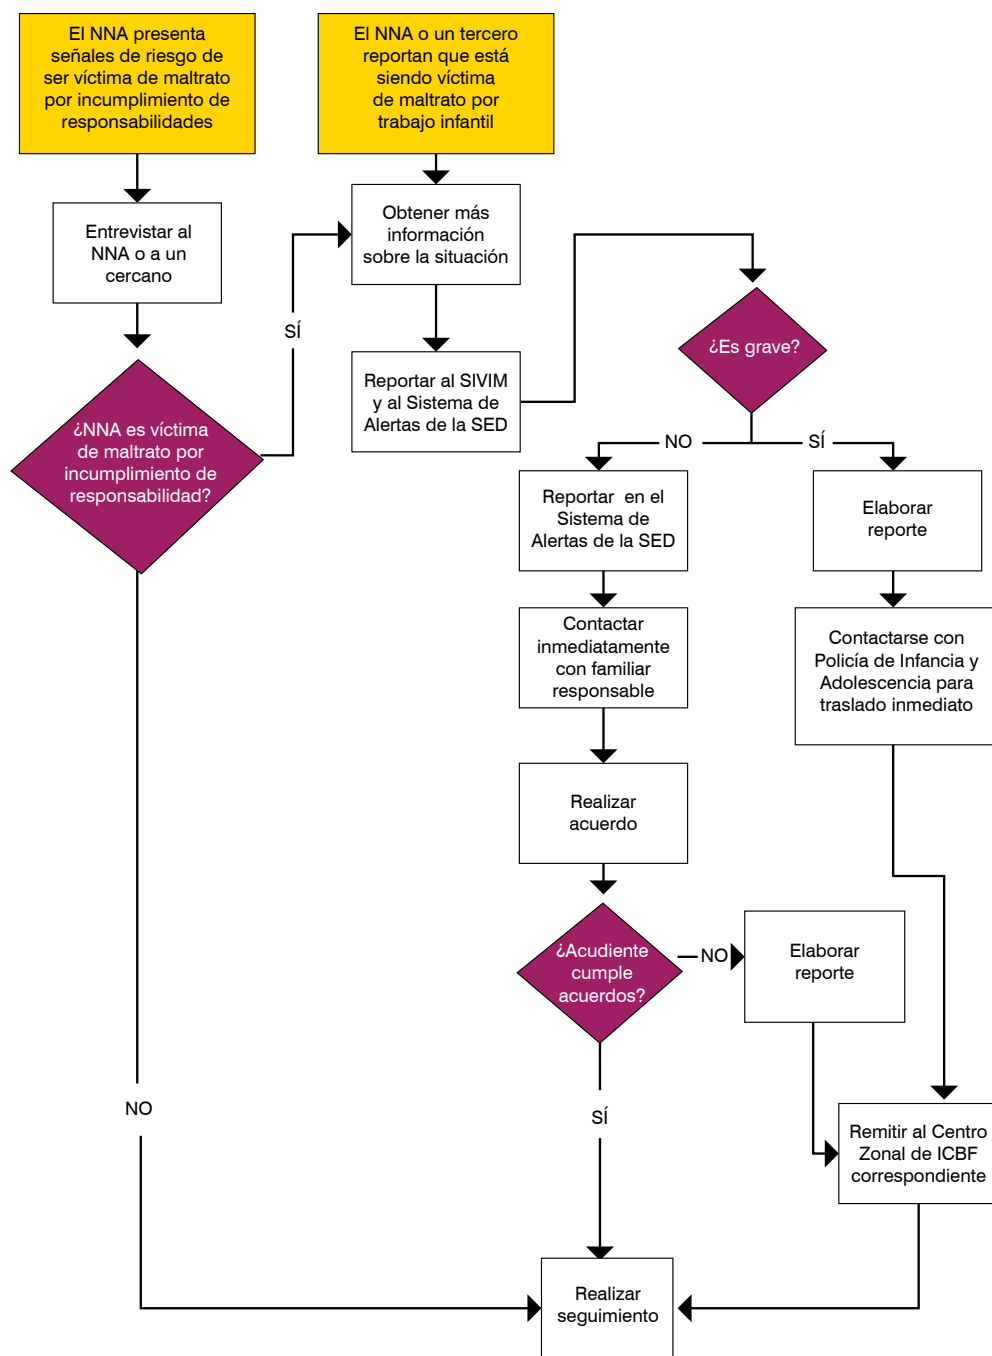 El NNA presenta
señales de riesgo de
ser víctima de maltrato
por incumplimiento de
responsabilidades
El NNA o un tercero
reportan que está
siendo víctima
de maltrato por
trabajo infantil
Entrevistar al
NNA o a un
cercano
Obtener más
información
sobre la situación
SÍ
¿NNA es víctima
de maltrato por
incumplimiento de
responsabilidad?
Reportar al SIVIM
y al Sistema de
Alertas de la SED
¿Es grave?
NO
SÍ
Reportar en el
Sistema de
Alertas de la SED
Elaborar
reporte
Contactar
inmediatamente
con familiar
responsable
Contactarse con
Policía de Infancia y
Adolescencia para
traslado inmediato
Realizar
acuerdo
¿Acudiente
cumple
acuerdos?
NO
Elaborar
reporte
NO
SÍ
Remitir al Centro
Zonal de ICBF
correspondiente
Realizar
seguimiento